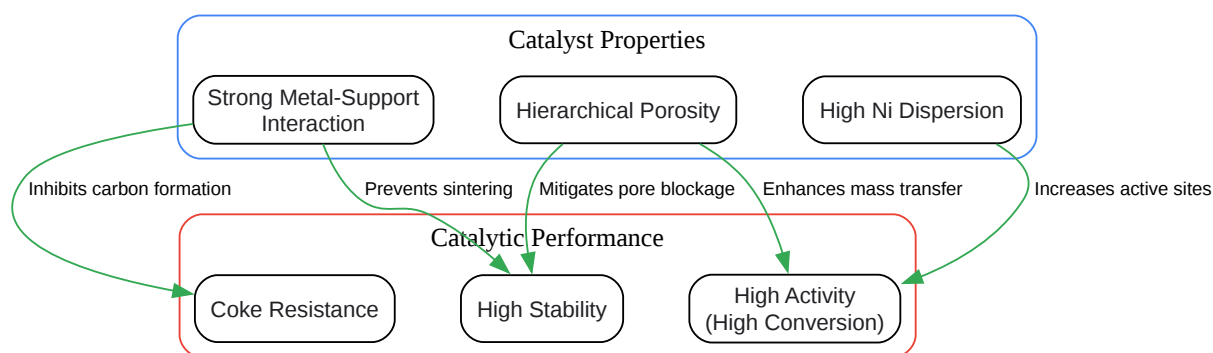 Catalyst Properties
Strong Metal-Support
Interaction
Hierarchical Porosity
High Ni Dispersion
Inhibits carbon formation
Prevents sintering
Mitigates pore blockage
Enhances mass transfer
Increases active sites
Catalytic Performance
Coke Resistance
High Stability
High Activity
(High Conversion)